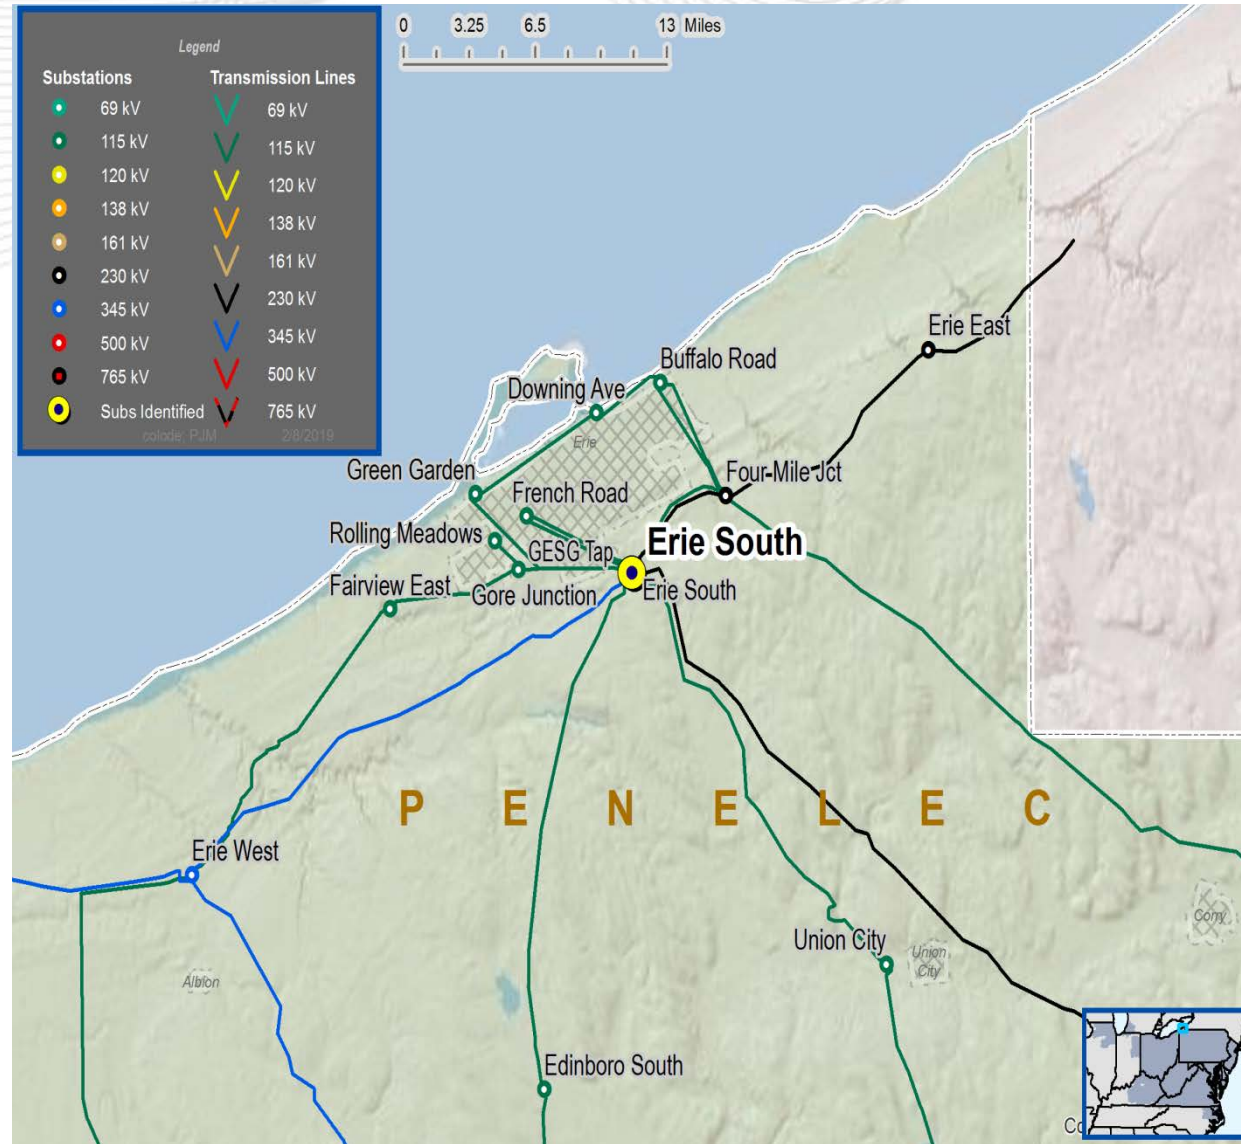 Legend
Substations
Transmission Lines
69 kV
69 kV
115 kV
115 kV
120 kV
120 kV
138 kV
138 kV
161 kV
161 kV
230 kV
230 kV
345 kV
345 kV
500 kV
500 kV
765 kV
765 kV
Subs Identified
colode, PJM 2/8/2019
0 3.25 6.5 13 Miles
Erie East
Buffalo Road
Downing Ave
Erie
Green Garden
Four-Mile Jct
French Road
Rolling Meadows
Erie South
GESG Tap
Fairview East
Gore Junction
Erie South
P E N E L E C
Erie West
Corry
Union City
Union
City
Albion
Edinboro South